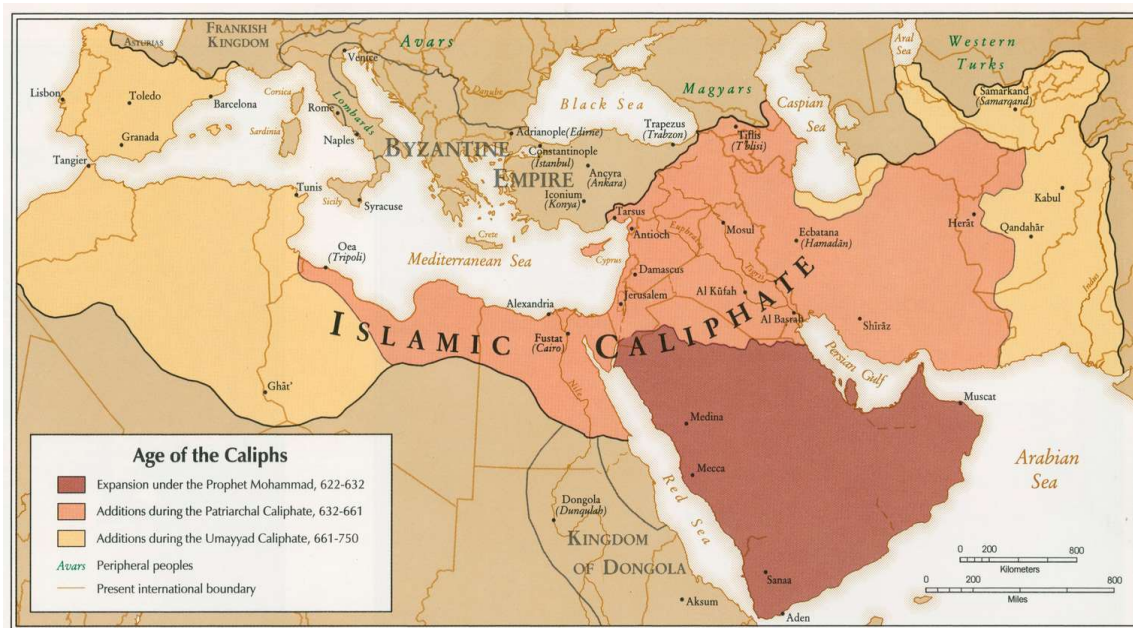 FRANKISH
KINGDOM
ASTURIAS
Avars
Aral
Sea
Western
Turks
Venice
Lisbon
Toledo
Barcelona
Corsica
Rome
Lombards
Danube
Black Sea
Magyars
Caspian
Sea
Samarkand
(Samarqand)
Granada
Sardinia
Naples
Adrianople (Edirne)
Trapezus
(Trabzon)
Tiflis
(Tbilisi)
BYZANTINE
EMPIRE
Constantinople
(Istanbul)
Ancyra
(Ankara)
Iconium
(Konya)
Tangier
Tunis
Sicily
Syracuse
Tarsus
Antioch
Euphrates
Mosul
Ecbatana
(Hamadān)
Herāt
Kabul
Qandahār
Oea
(Tripoli)
Crete
Mediterranean Sea
Cyprus
Damascus
Tigris
Indus
Alexandria
Jerusalem
Al Kūfah
Al Basrah
Shīrāz
ISLAMIC CALIPHATE
Fustat
(Cairo)
Persian Gulf
Ghāt'
Nile
Medina
Muscat
Mecca
Red Sea
Arabian
Sea
Dongola
(Dunqulah)
KINGDOM
OF DONGOLA
Sanaa
Aksum
Aden
Age of the Caliphs
Expansion under the Prophet Mohammad, 622-632
Additions during the Patriarchal Caliphate, 632-661
Additions during the Umayyad Caliphate, 661-750
Avars Peripheral peoples
Present international boundary
0 200 800
Kilometers
0 200 800
Miles